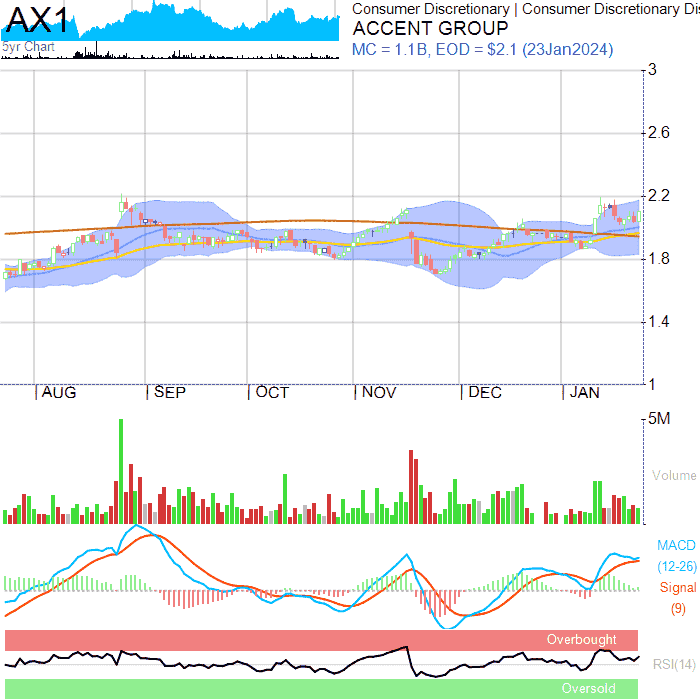 AX1
5yr Chart
Consumer Discretionary | Consumer Discretionary Dis
ACCENT GROUP
MC = 1.1B, EOD = $2.1 (23Jan2024)
3
2.6
2.2
1.8
1.4
1
AUG SEP OCT NOV DEC JAN
5M
Volume
MACD
(12-26)
Signal
(9)
Overbought
RSI(14)
Oversold